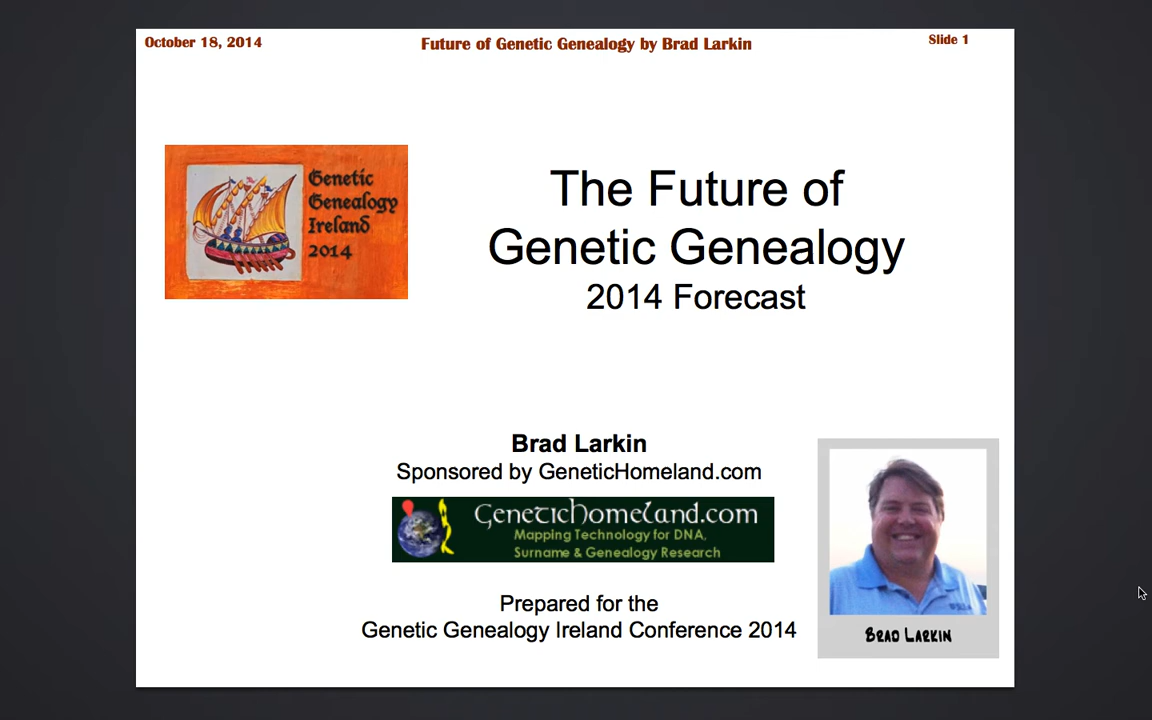 October 18, 2014
Future of Genetic Genealogy by Brad Larkin
Slide 1
Genetic
Genealogy
Ireland
2014
The Future of
Genetic Genealogy
2014 Forecast
Brad Larkin
Sponsored by GeneticHomeland.com
GeneticHomeland.com
Mapping Technology for DNA,
Surname & Genealogy Research
Prepared for the
Genetic Genealogy Ireland Conference 2014
BRAD LARKIN